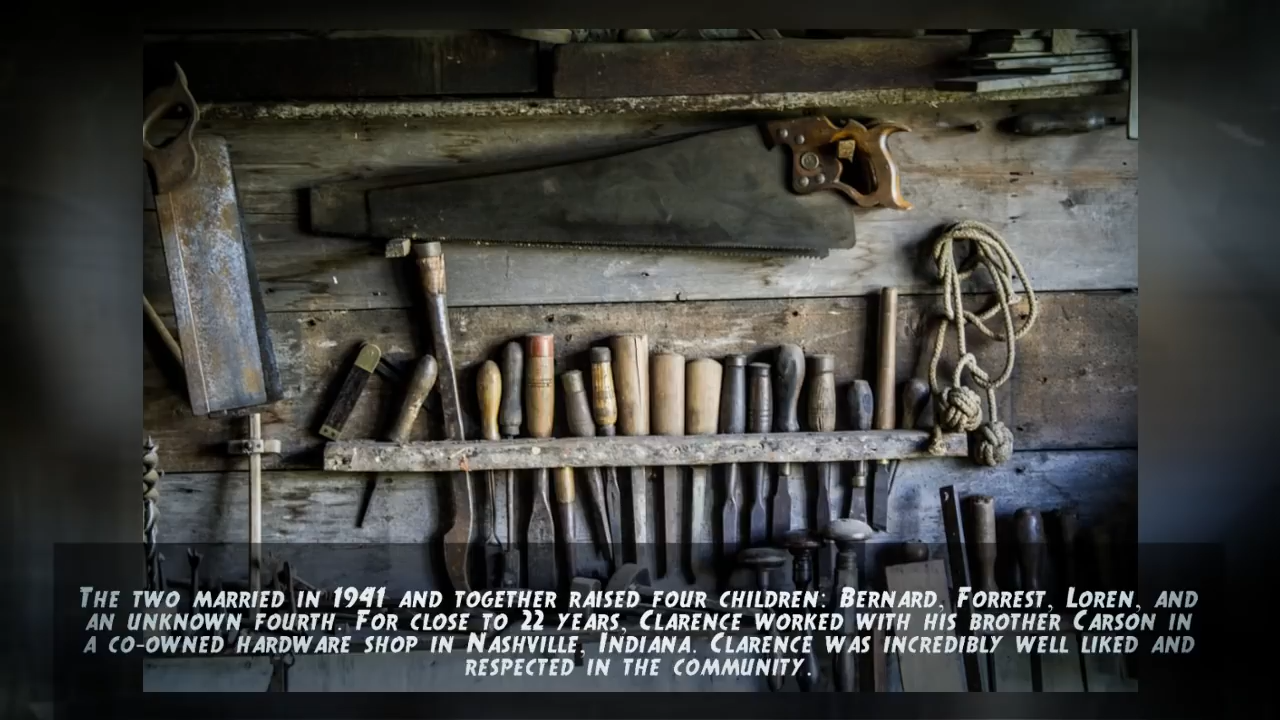 The two married in 1941 and together raised four children: Bernard, Forrest, Loren, and
an unknown fourth. For close to 22 years, Clarence worked with his brother Carson in
a co-owned hardware shop in Nashville, Indiana. Clarence was incredibly well liked and
respected in the community.